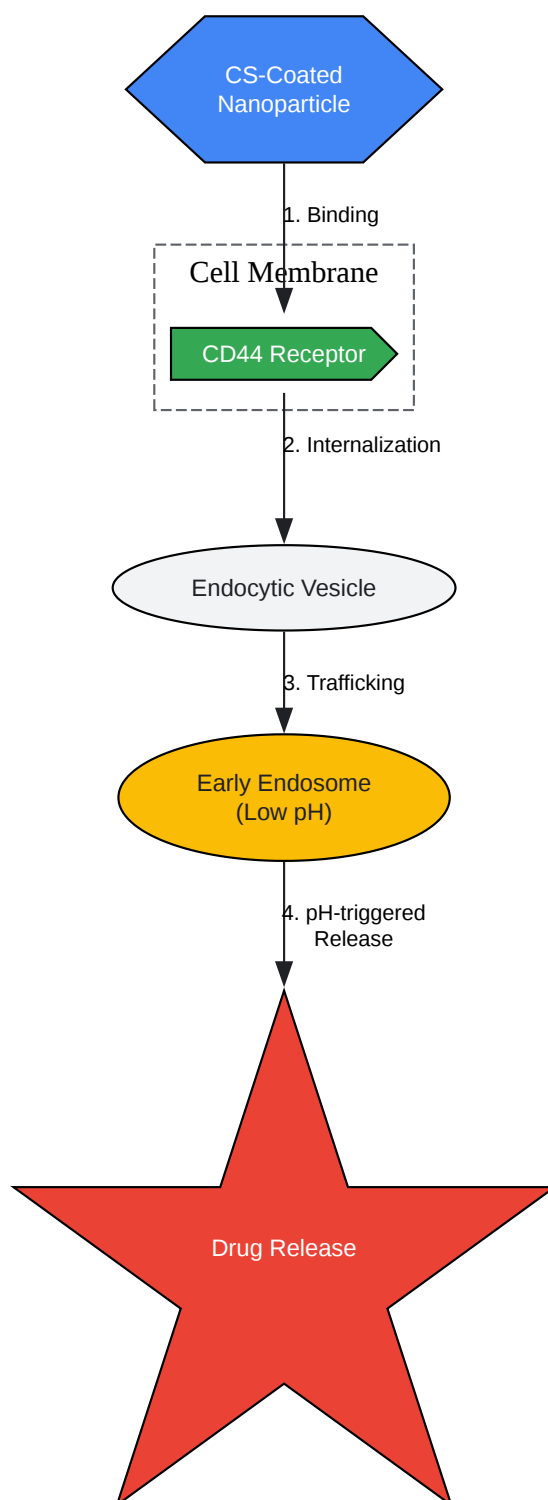 CS-Coated
Nanoparticle
1. Binding
Cell Membrane
CD44 Receptor
2. Internalization
Endocytic Vesicle
3. Trafficking
Early Endosome
(Low pH)
4. pH-triggered
Release
Drug Release